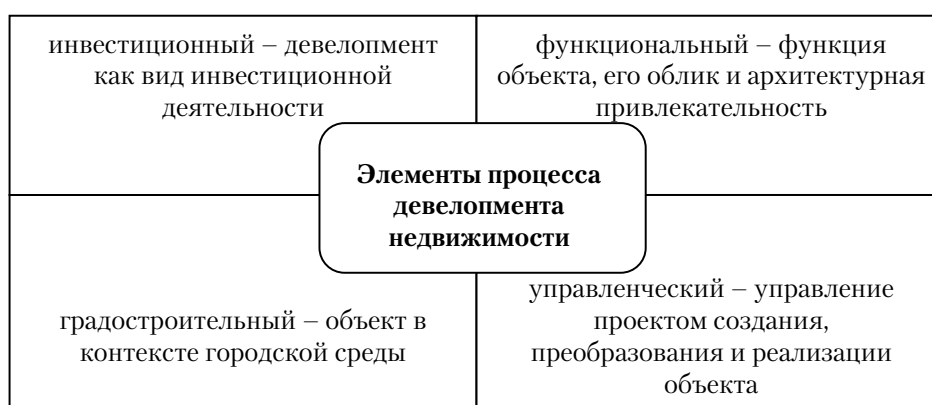 инвестиционный – девелопмент
как вид инвестиционной
деятельности
функциональный – функция
объекта, его облик и архитектурная
привлекательность
Элементы процесса
девелопмента
недвижимости
градостроительный – объект в
контексте городской среды
управленческий – управление
проектом создания,
преобразования и реализации
объекта